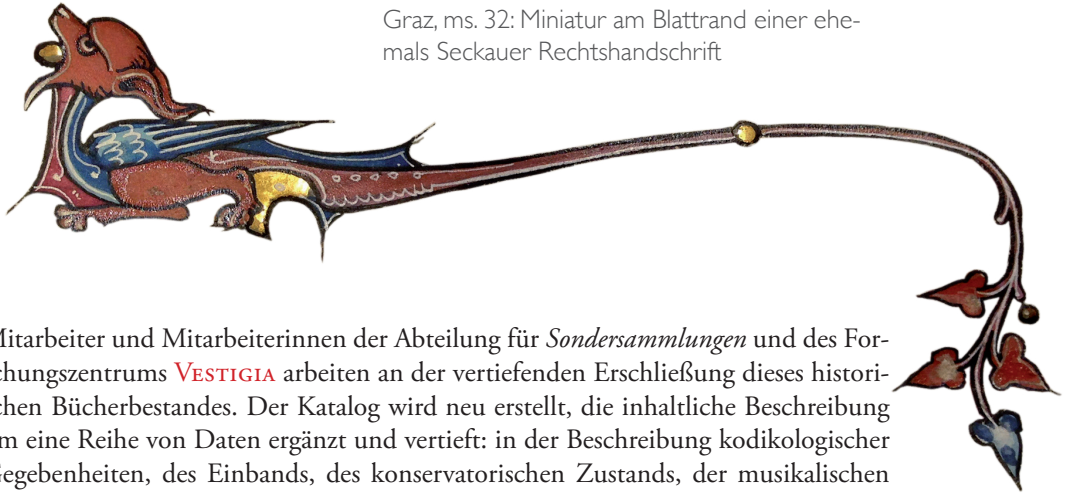 Graz, ms. 32: Miniatur am Blattrand einer ehe-
mals Seckauer Rechtshandschrift
Mitarbeiter und Mitarbeiterinnen der Abteilung für Sondersammlungen und des For-
chungszentrums VESTIGIA arbeiten an der vertiefenden Erschließung dieses histori-
chen Bücherbestandes. Der Katalog wird neu erstellt, die inhaltliche Beschreibung
m eine Reihe von Daten ergänzt und vertieft: in der Beschreibung kodikologischer
Gegebenheiten, des Einbands, des konservatorischen Zustands, der musikalischen